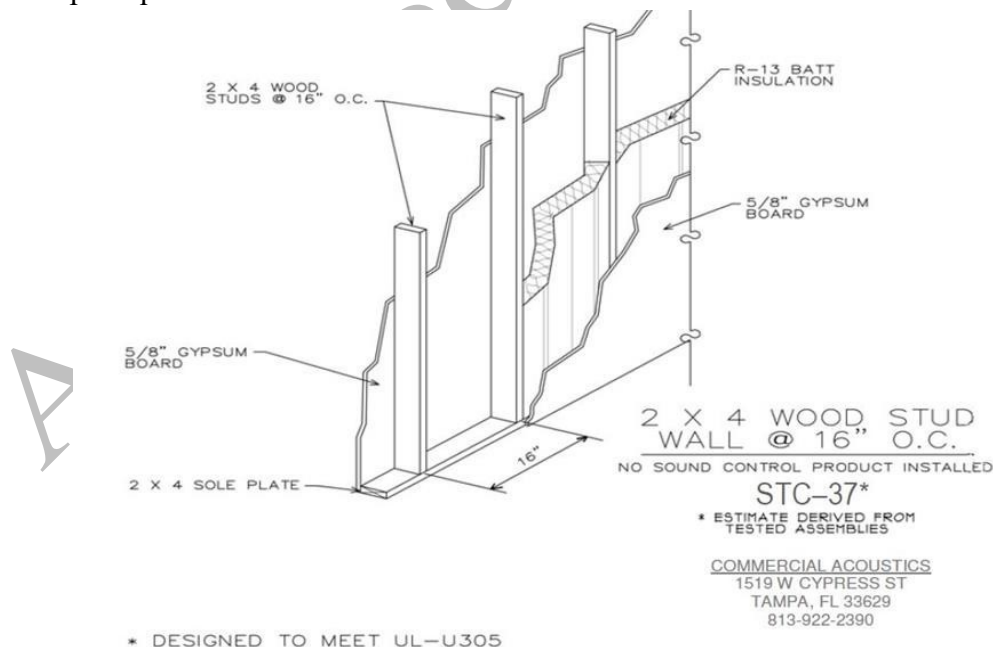 2 X 4 WOOD
STUDS @ 16" O.C.
R-13 BATT
INSULATION
5/8" GYPSUM
BOARD
5/8" GYPSUM
BOARD
16"
2 X 4 SOLE PLATE
2 X 4 WOOD STUD
WALL @ 16" O.C.
NO SOUND CONTROL PRODUCT INSTALLED
STC-37*
* ESTIMATE DERIVED FROM
TESTED ASSEMBLIES
COMMERCIAL ACOUSTICS
1519 W CYPRESS ST
TAMPA, FL 33629
813-922-2390
* DESIGNED TO MEET UL-U305